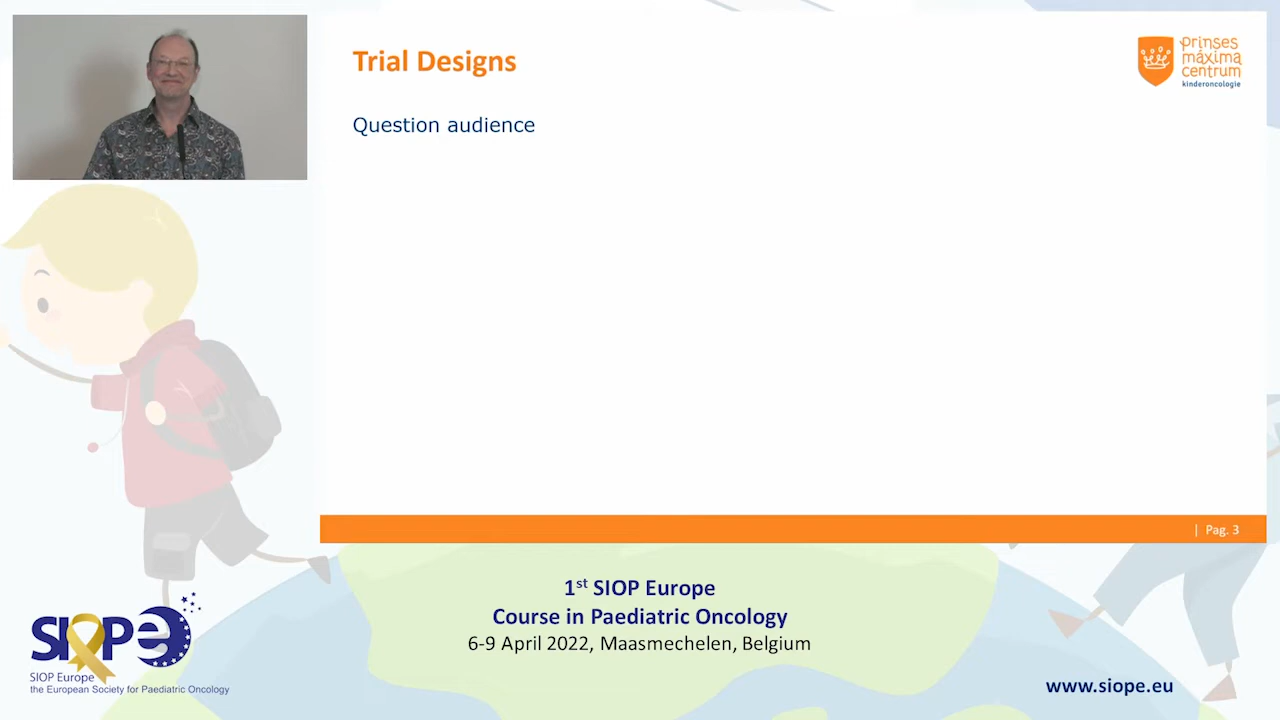 Trial Designs
prinses
máxima
centrum
kinderoncologie
Question audience
| Pag. 3
1st SIOP Europe
Course in Paediatric Oncology
6-9 April 2022, Maasmechelen, Belgium
SIOPe
SIOP Europe
the European Society for Paediatric Oncology
www.siope.eu